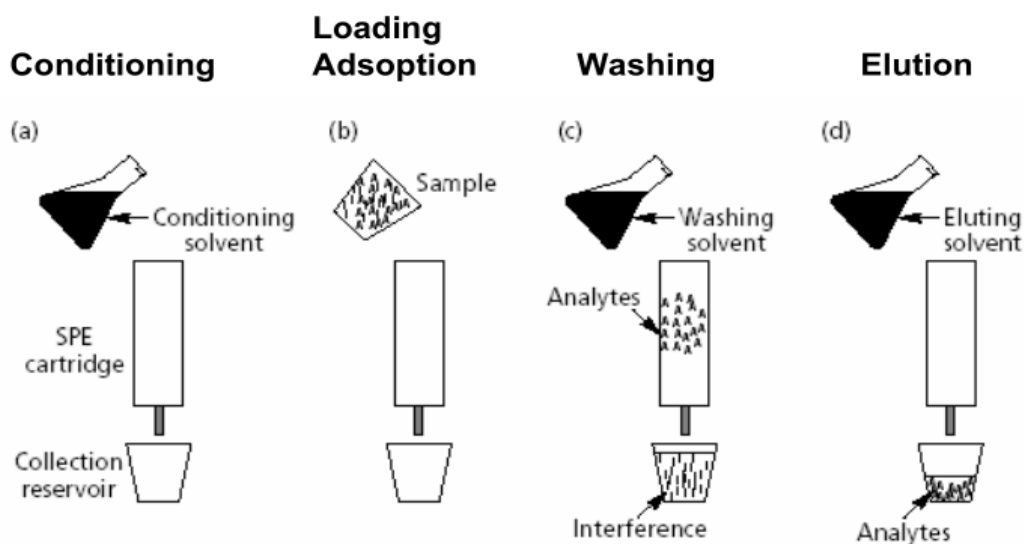 Conditioning
Loading
Adsoption
Washing
Elution
(a)
(b)
(c)
(d)
Conditioning
solvent
Sample
Washing
solvent
Eluting
solvent
SPE
cartridge
Analytes
Collection
reservoir
Interference
Analytes